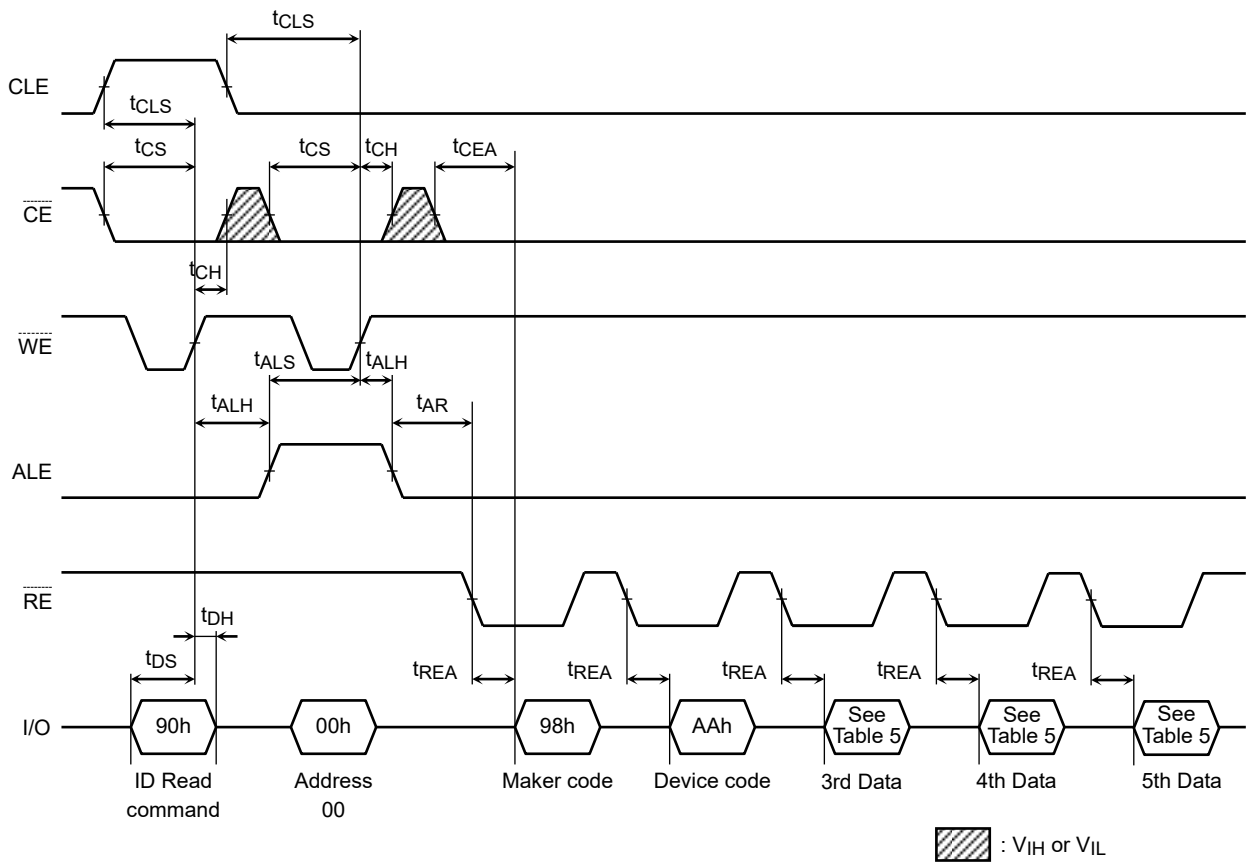 tCLS
CLE
tCLS
tCS
tCS
tCH
tCEA
CE
tCH
WE
tALS
tALH
tALH
tAR
ALE
RE
tDH
tDS
tREA
tREA
tREA
tREA
tREA
I/O
90h
00h
98h
AAh
See
Table 5
See
Table 5
See
Table 5
ID Read
command
Address
00
Maker code
Device code
3rd Data
4th Data
5th Data
: VIH or VIL